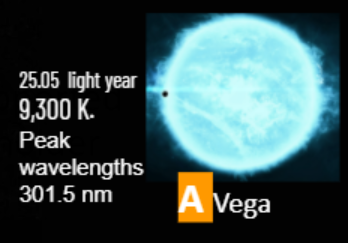 25.05 light year
9,300 K.
Peak
wavelengths
301.5 nm
A Vega